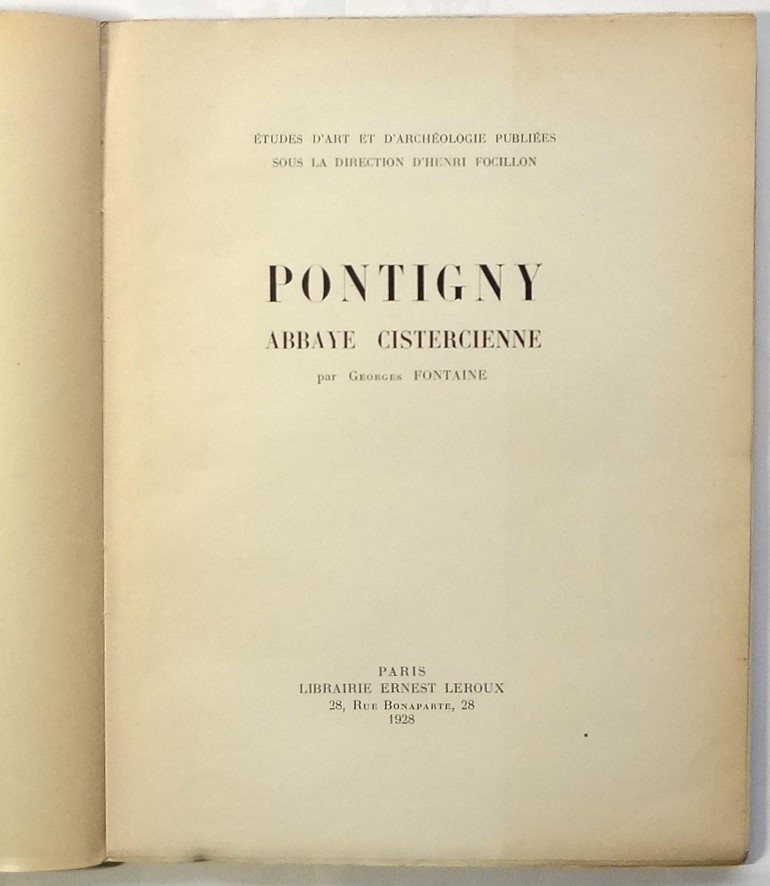 ÉTUDES D'ART ET D'ARCHÉOLOGIE PUBLIÉES
SOUS LA DIRECTION D'HENRI FOCILLON
PONTIGNY
ABBAYE CISTERCIENNE
par Georges FONTAINE
PARIS
LIBRAIRIE ERNEST LEROUX
28, Rue Bonaparte, 28
1928